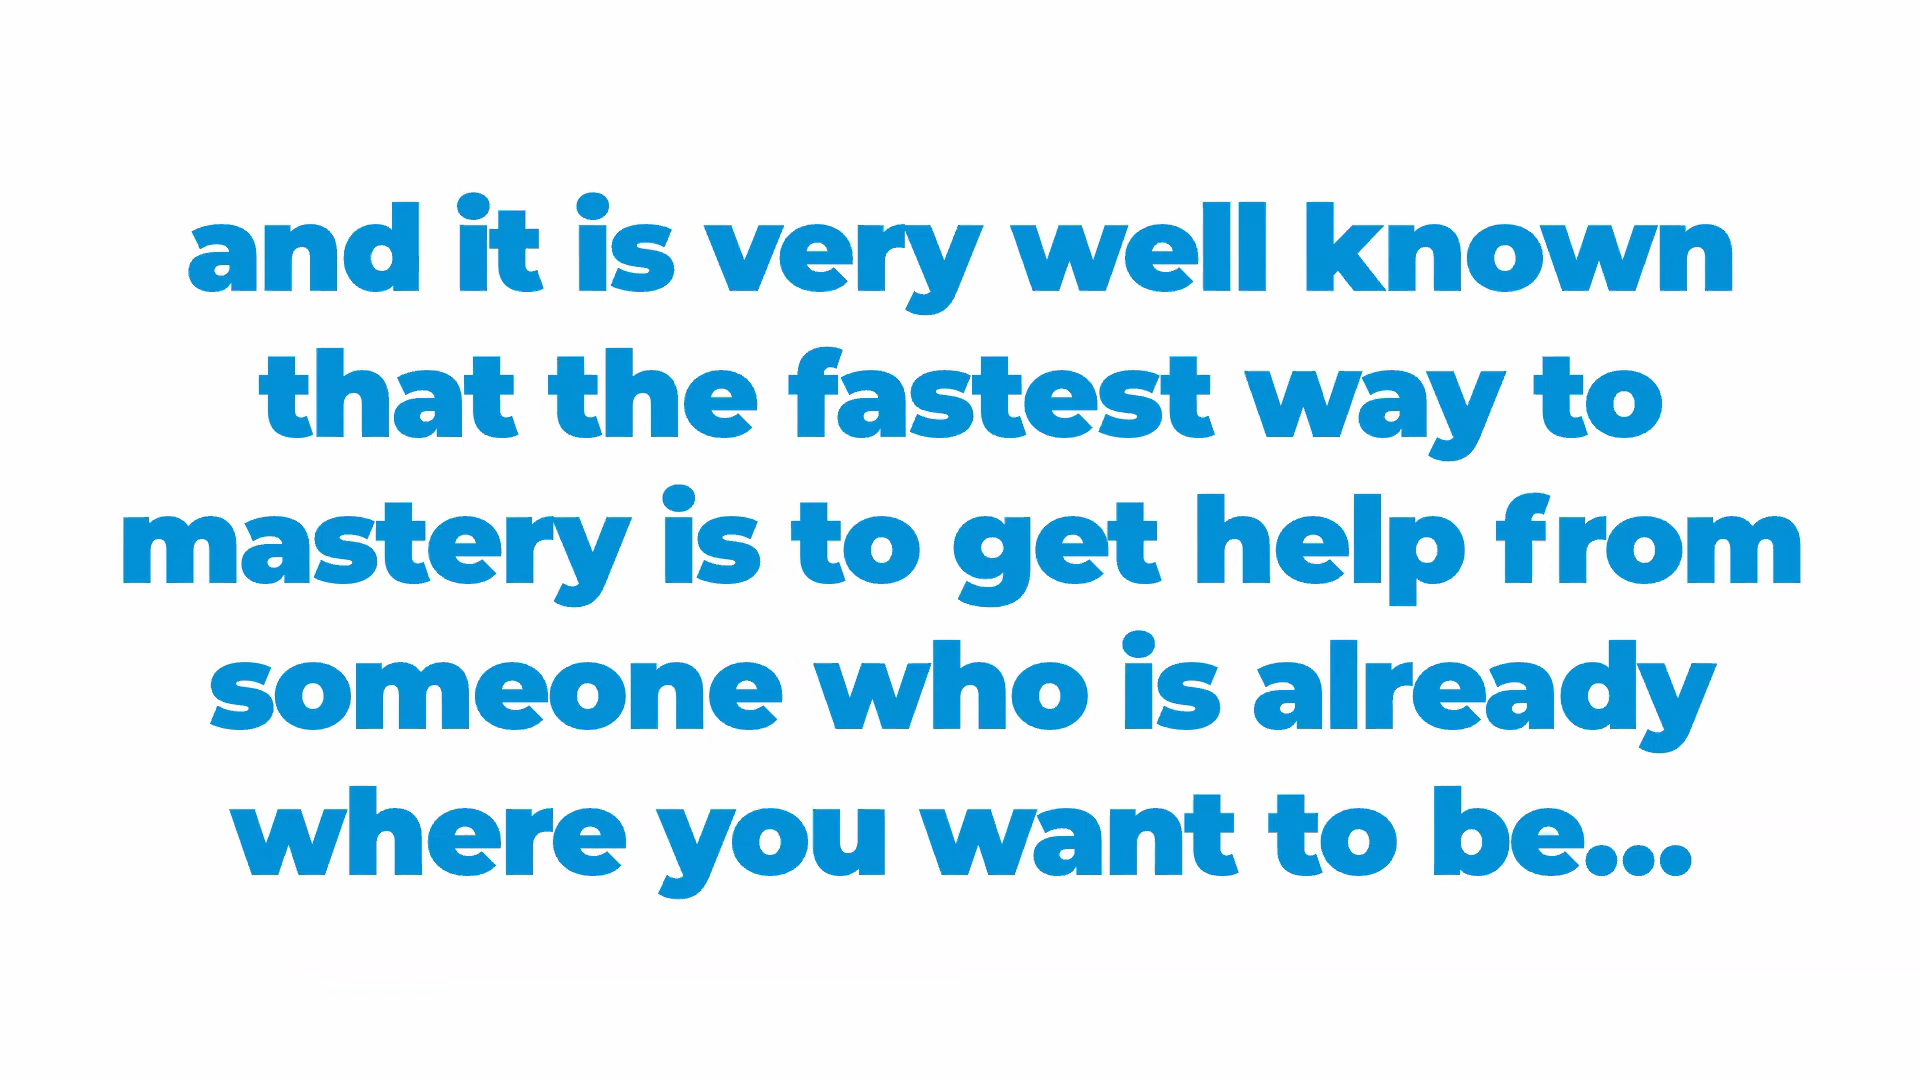 and it is very well known
that the fastest way to
mastery is to get help from
someone who is already
where you want to be...